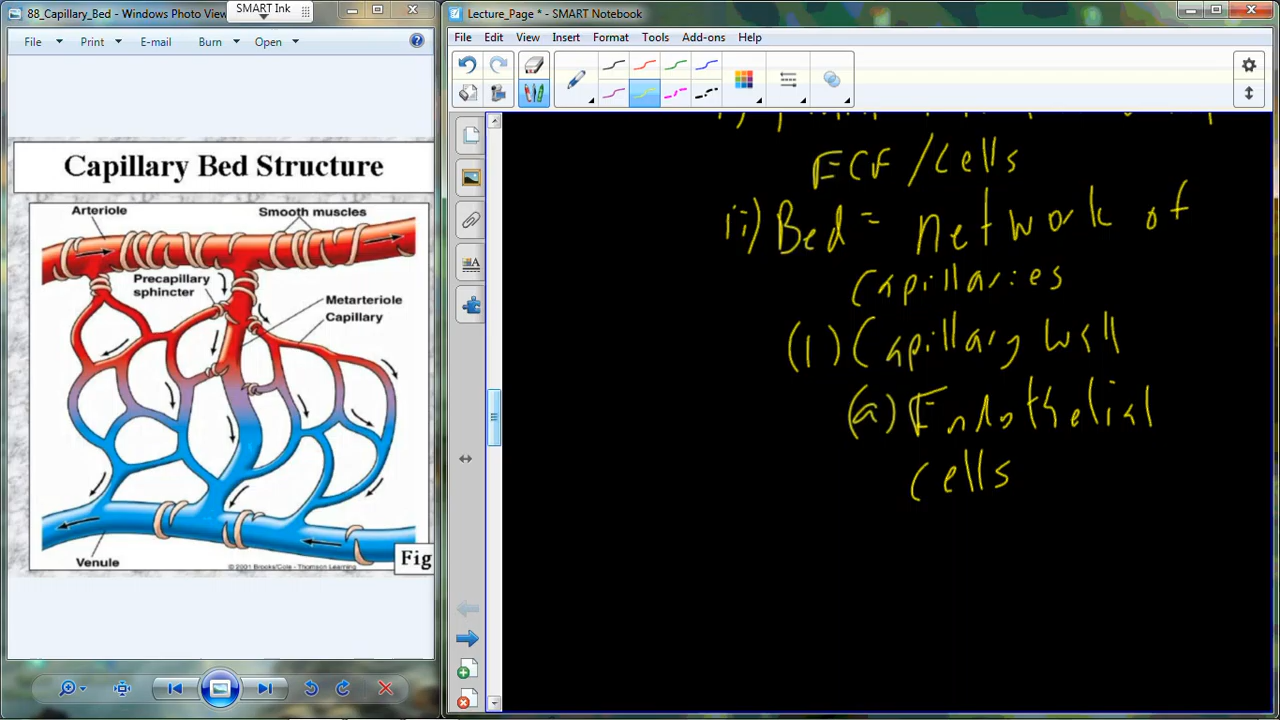 88_Capillary_Bed - Windows Photo View
SMART Ink
File Print E-mail Burn Open
Capillary Bed Structure
Arteriole
Smooth muscles
Precapillary
sphincter
Metarteriole
Capillary
Venule
© 2001 Brooks/Cole - Thomson Learning
Fig
Lecture_Page * - SMART Notebook
File Edit View Insert Format Tools Add-ons Help
ECF/cells
ii) Bed = network of
Capillaries
(1) Capillary wall
(a) Endothelial
cells